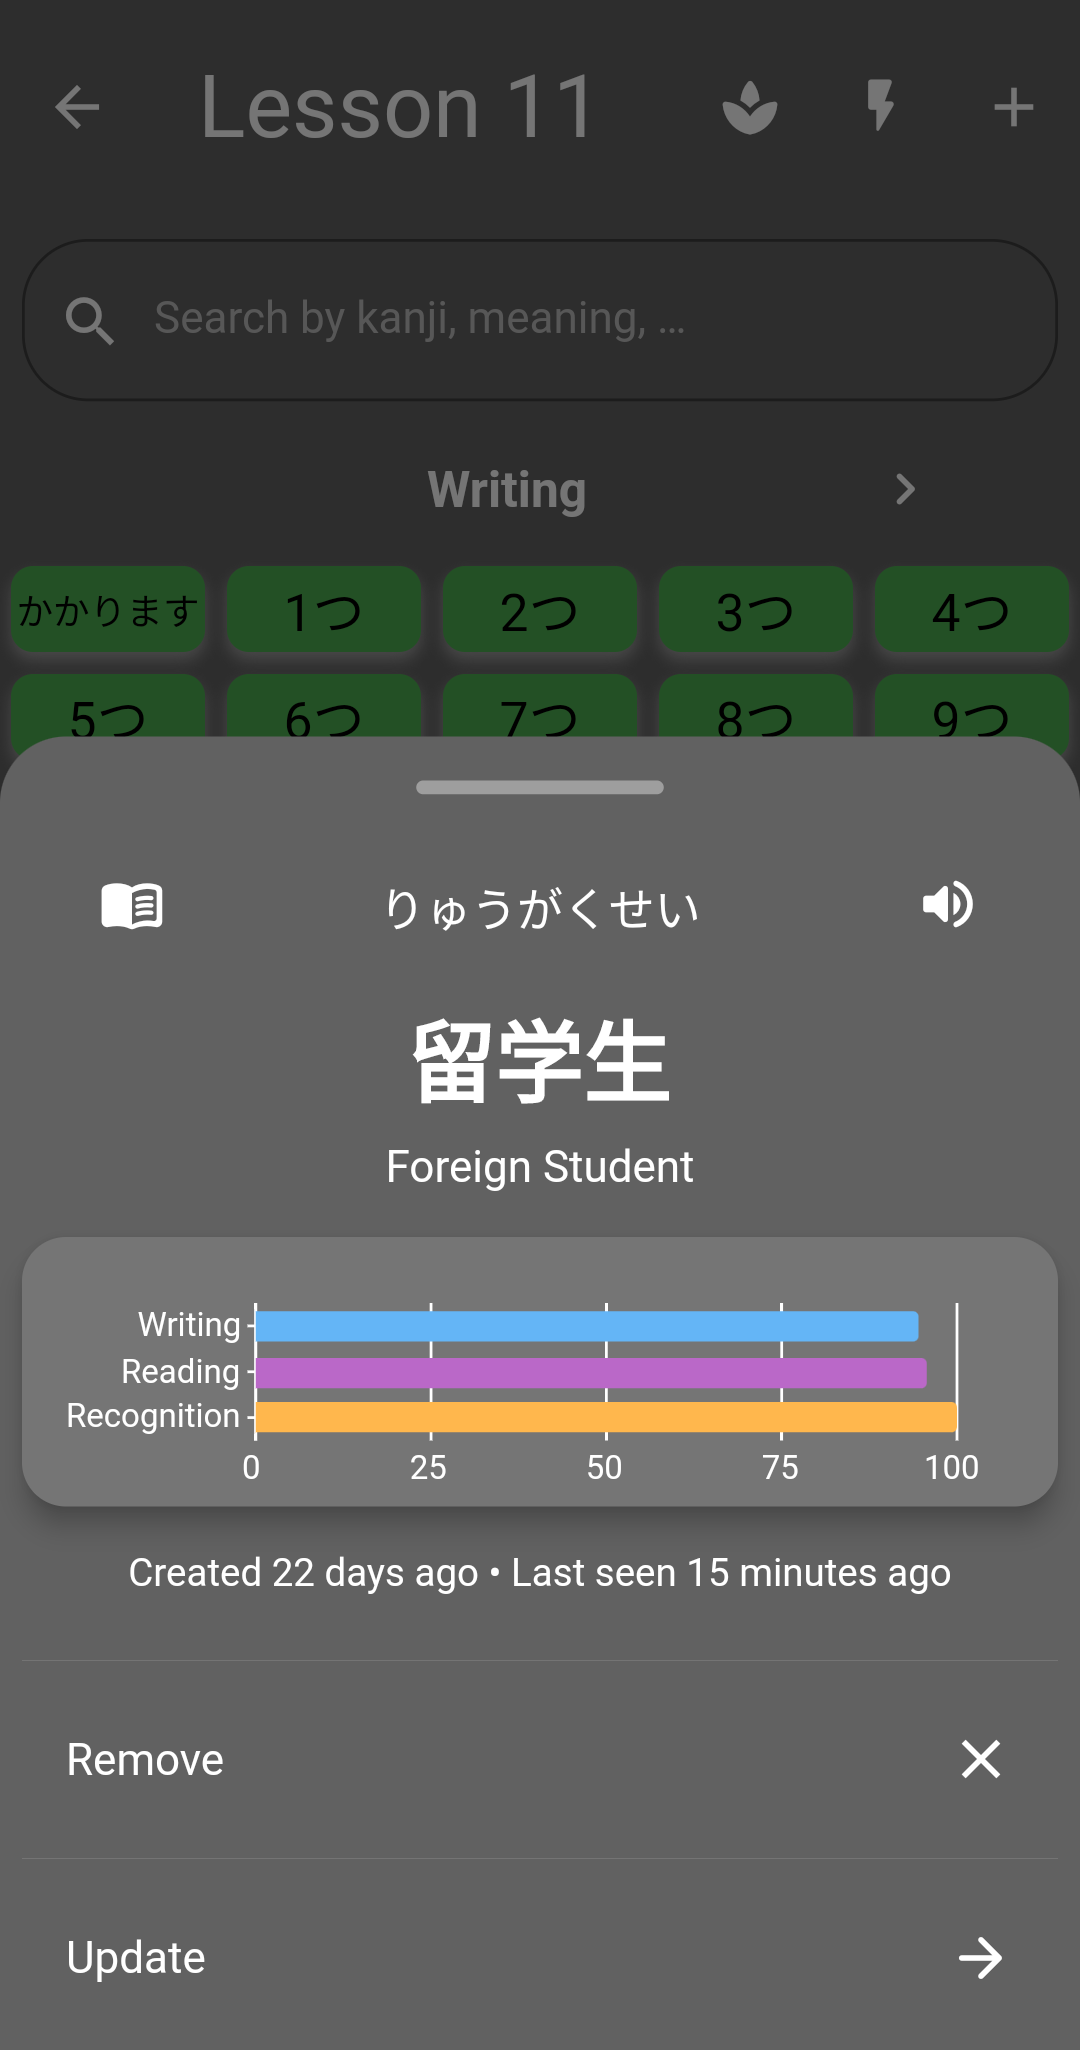 Lesson 11
Search by kanji, meaning, ...
Writing
かかります 1つ 2つ 3つ 4つ
5つ 6つ 7つ 8つ 9つ
りゅうがくせい
留学生
Foreign Student
Writing
Reading
Recognition
0 25 50 75 100
Created 22 days ago • Last seen 15 minutes ago
Remove
Update